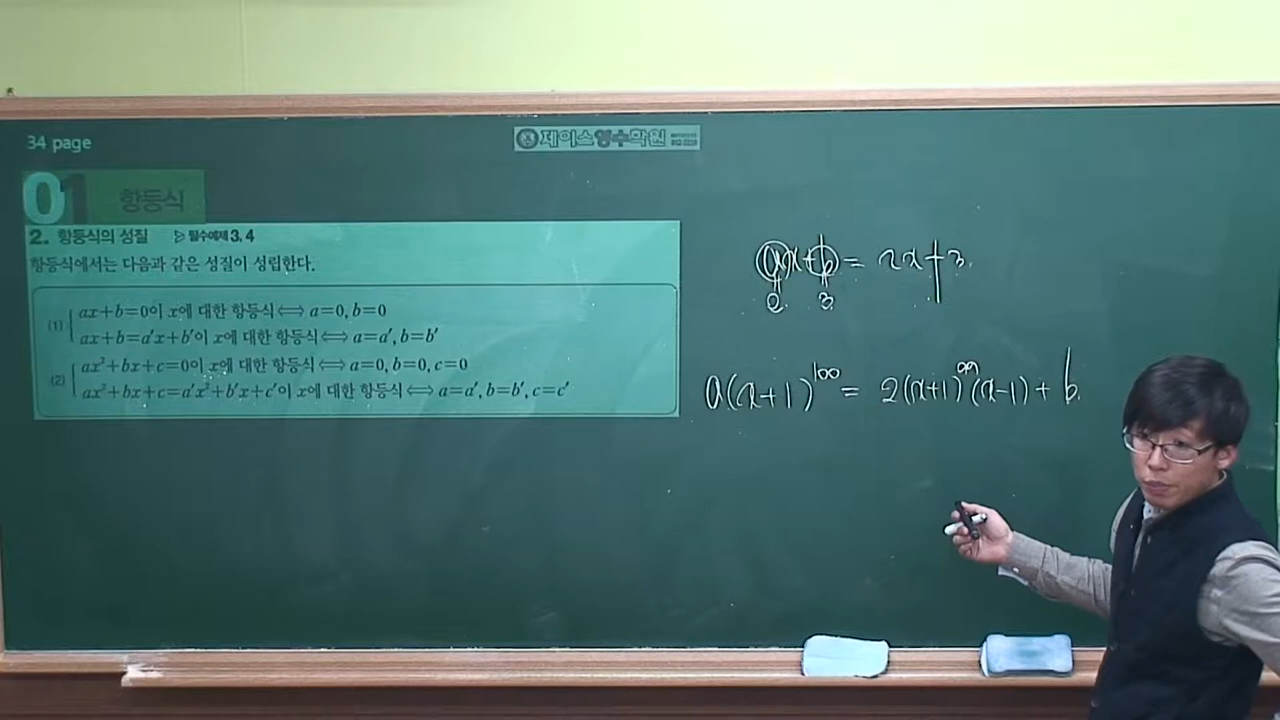 34 page
제이스영수학원
01 항등식
2. 항등식의 성질 ▷ 필수예제 3, 4
항등식에서는 다음과 같은 성질이 성립한다.
(1) ax+b=0이 x에 대한 항등식⟺a=0, b=0
ax+b=a′x+b′이 x에 대한 항등식⟺a=a′, b=b′
(2) ax²+bx+c=0이 x에 대한 항등식⟺a=0, b=0, c=0
ax²+bx+c=a′x²+b′x+c′이 x에 대한 항등식⟺a=a′, b=b′, c=c′
ax+b = 2x+3.
2. 3.
a(x+1)¹⁰⁰ = 2(x+1)⁹⁹(x-1)+b.